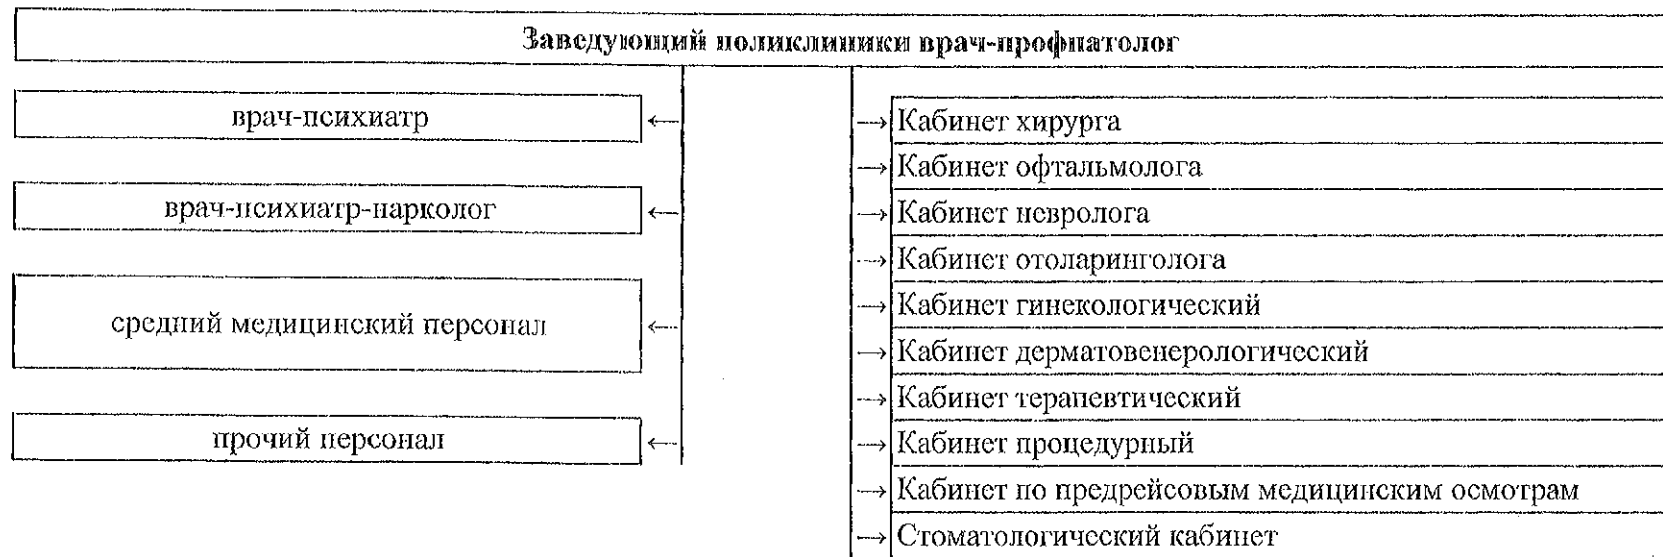 Заведующий поликлиники врач-профпатолог
врач-психиатр
врач-психиатр-нарколог
средний медицинский персонал
прочий персонал
Кабинет хирурга
Кабинет офтальмолога
Кабинет невролога
Кабинет отоларинголога
Кабинет гинекологический
Кабинет дерматовенерологический
Кабинет терапевтический
Кабинет процедурный
Кабинет по предрейсовым медицинским осмотрам
Стоматологический кабинет